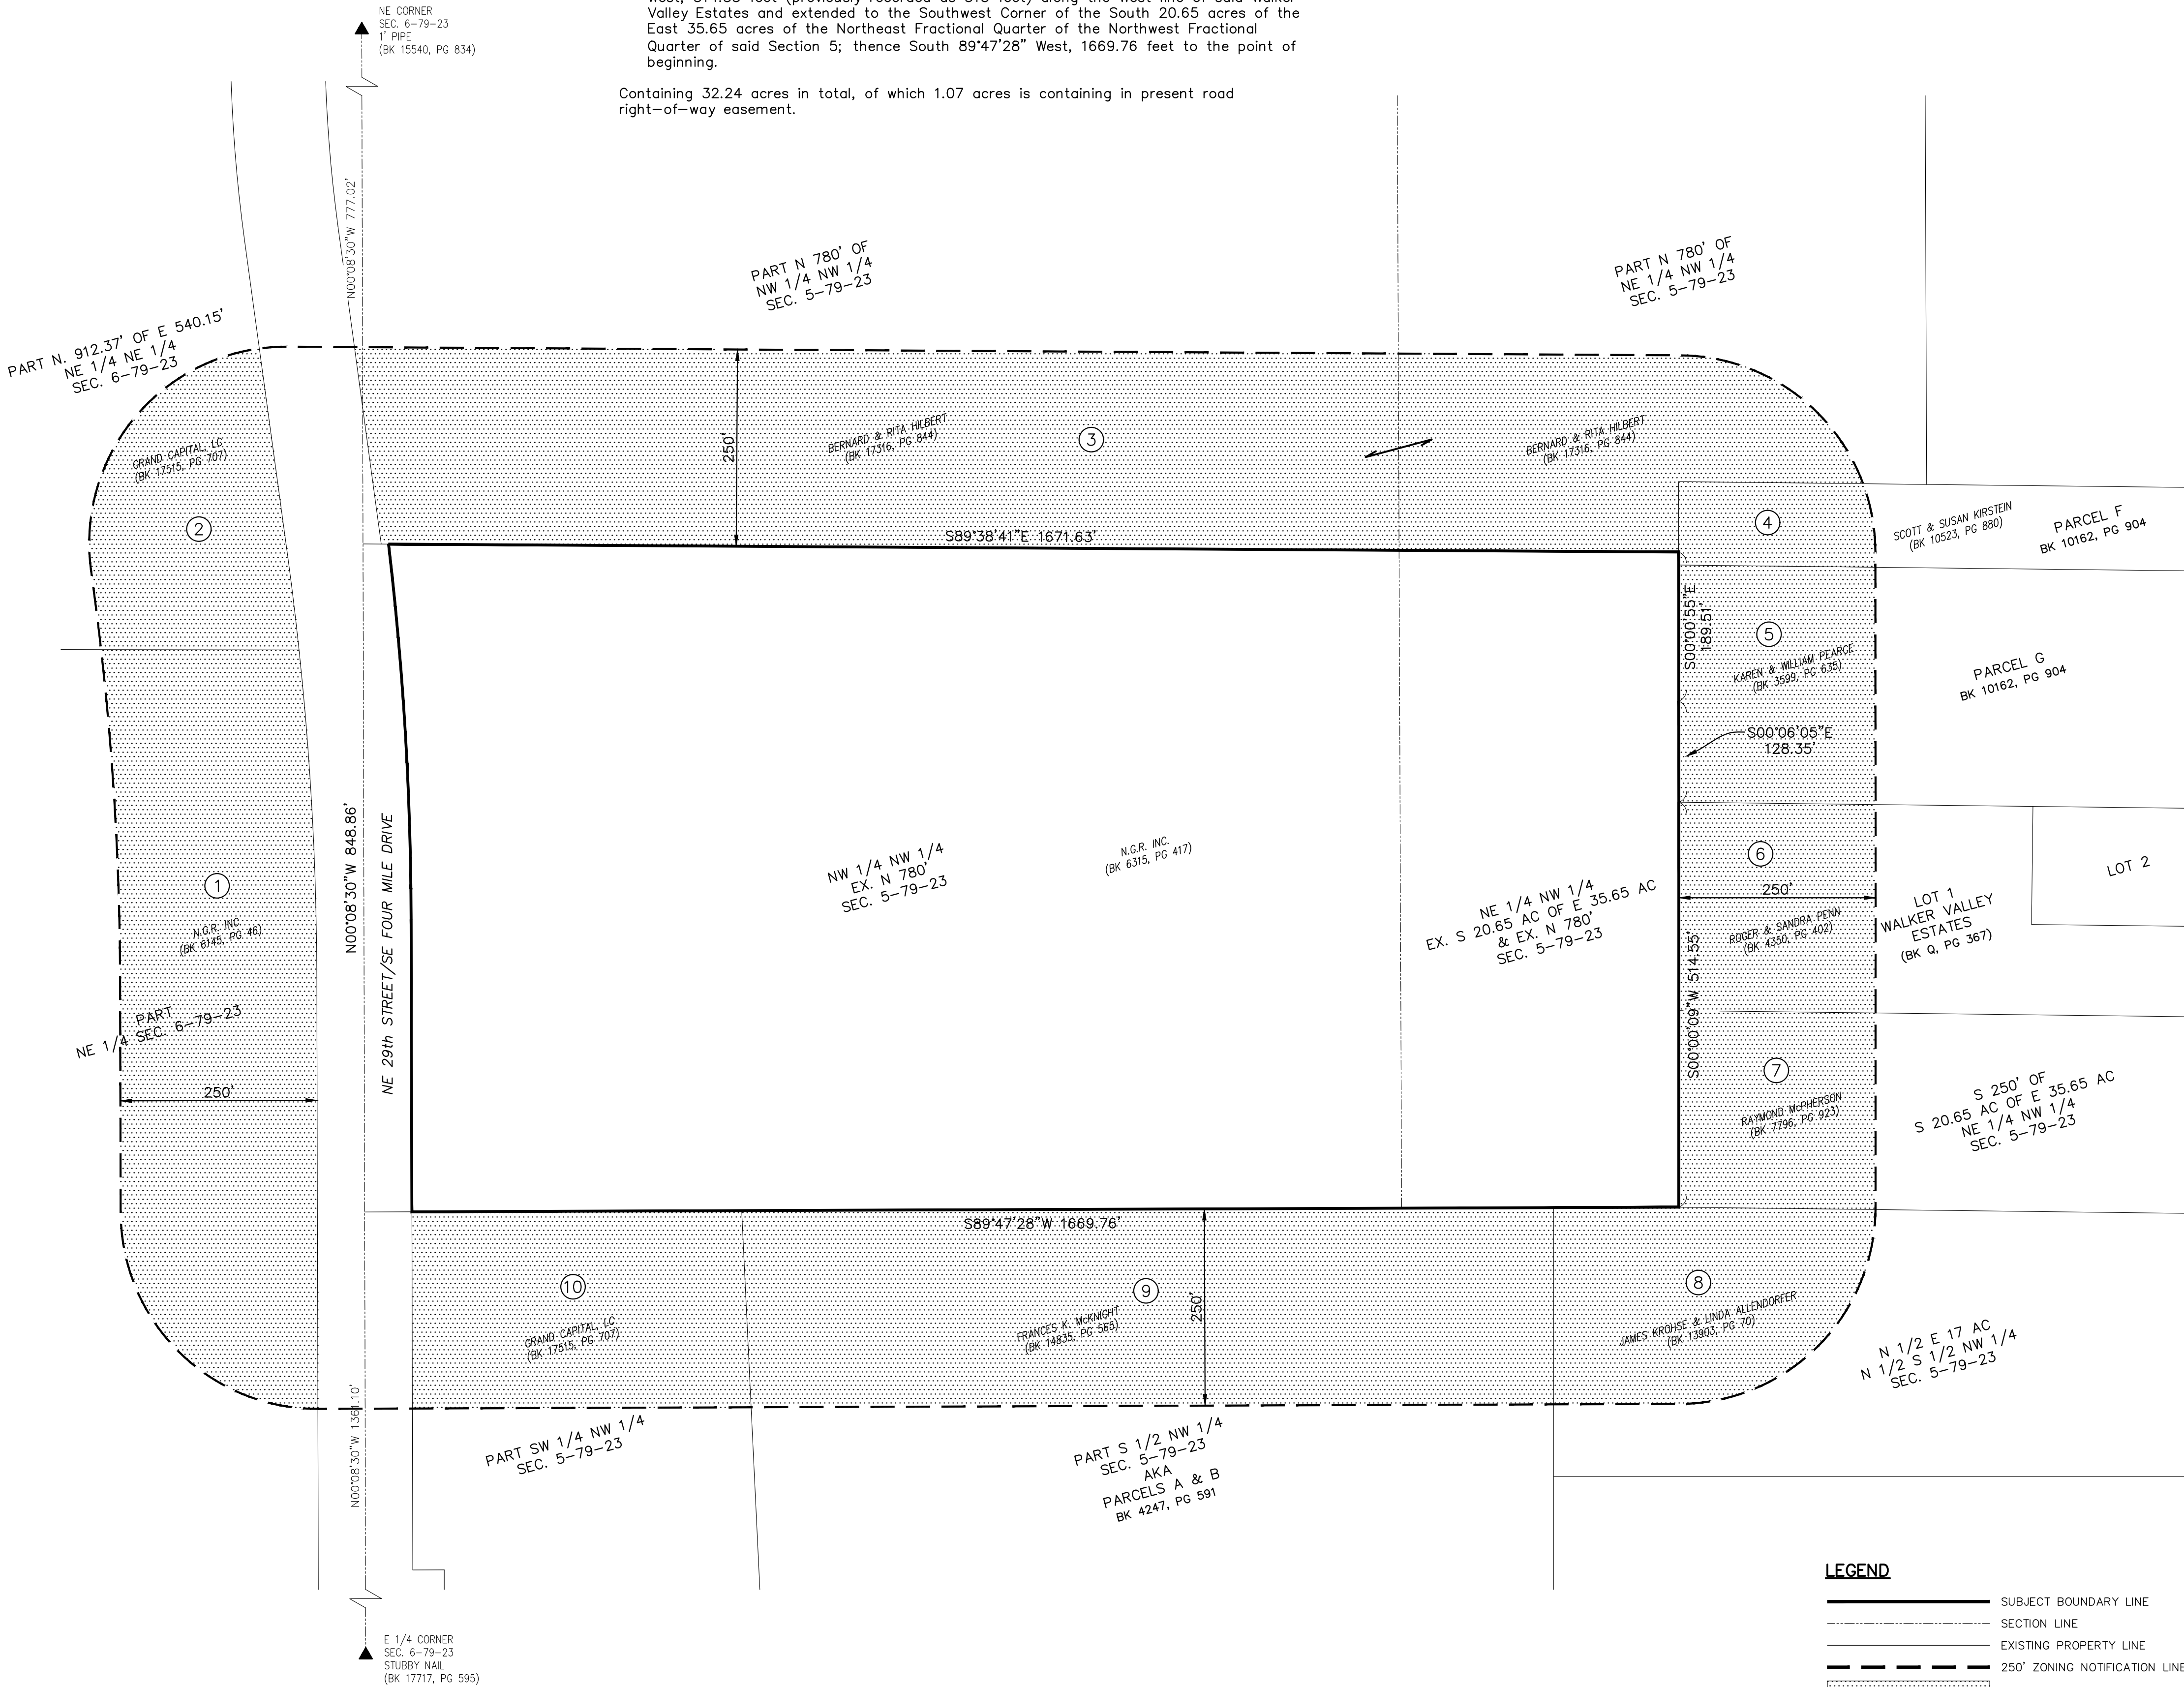 Valley Estates and extended to the Southwest Corner of the South 20.65 acres of the
East 35.65 acres of the Northeast Fractional Quarter of the Northwest Fractional
Quarter of said Section 5; thence South 89°47'28" West, 1669.76 feet to the point of
beginning.
Containing 32.24 acres in total, of which 1.07 acres is containing in present road
right-of-way easement.
NE CORNER
SEC. 6-79-23
1' PIPE
(BK 15540, PG 834)
N00°08'30"W 777.02'
PART N 780' OF
NW 1/4 NW 1/4
SEC. 5-79-23
PART N 780' OF
NE 1/4 NW 1/4
SEC. 5-79-23
PART N. 912.37' OF E 540.15'
NE 1/4 NE 1/4
SEC. 6-79-23
GRAND CAPITAL, LC
(BK 17515, PG 707)
2
250'
BERNARD & RITA HILBERT
(BK 17316, PG 844)
3
BERNARD & RITA HILBERT
(BK 17316, PG 844)
S89°38'41"E 1671.63'
4
SCOTT & SUSAN KIRSTEIN
(BK 10523, PG 880)
PARCEL F
BK 10162, PG 904
S00°00'55"E
189.51'
5
KAREN & WILLIAM PEARCE
(BK 3599, PG 635)
PARCEL G
BK 10162, PG 904
S00°06'05"E
128.35'
N00°08'30"W 848.86'
NE 29th STREET/SE FOUR MILE DRIVE
1
N.G.R. INC.
(BK 6145, PG 46)
PART
NE 1/4 SEC. 6-79-23
250'
NW 1/4 NW 1/4
EX. N 780'
SEC. 5-79-23
N.G.R. INC.
(BK 6315, PG 417)
NE 1/4 NW 1/4
EX. S 20.65 AC OF E 35.65 AC
& EX. N 780'
SEC. 5-79-23
6
250'
ROGER & SANDRA PENN
(BK 4350, PG 402)
S00°00'09"W 514.55'
LOT 1
WALKER VALLEY
ESTATES
(BK Q, PG 367)
LOT 2
7
RAYMOND McPHERSON
(BK 7796, PG 923)
S 250' OF
S 20.65 AC OF E 35.65 AC
NE 1/4 NW 1/4
SEC. 5-79-23
S89°47'28"W 1669.76'
10
GRAND CAPITAL, LC
(BK 17515, PG 707)
9
FRANCES K. McKNIGHT
(BK 14835, PG 565)
250'
8
JAMES KROHSE & LINDA ALLENDORFER
(BK 13903, PG 70)
N 1/2 E 17 AC
N 1/2 S 1/2 NW 1/4
SEC. 5-79-23
N00°08'30"W 1361.10'
PART SW 1/4 NW 1/4
SEC. 5-79-23
PART S 1/2 NW 1/4
SEC. 5-79-23
AKA
PARCELS A & B
BK 4247, PG 591
E 1/4 CORNER
SEC. 6-79-23
STUBBY NAIL
(BK 17717, PG 595)
LEGEND
SUBJECT BOUNDARY LINE
SECTION LINE
EXISTING PROPERTY LINE
250' ZONING NOTIFICATION LINE